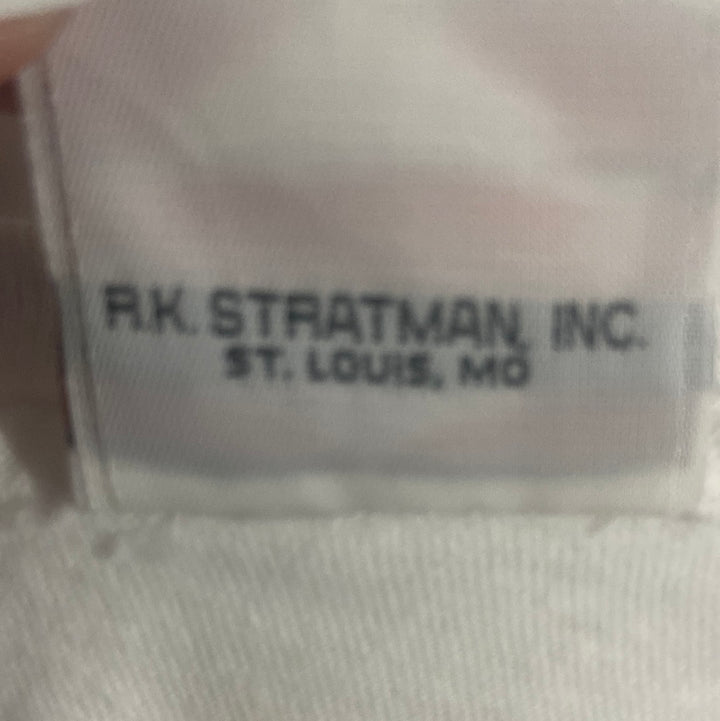 R.K. STRATMAN, INC.
ST. LOUIS, MO